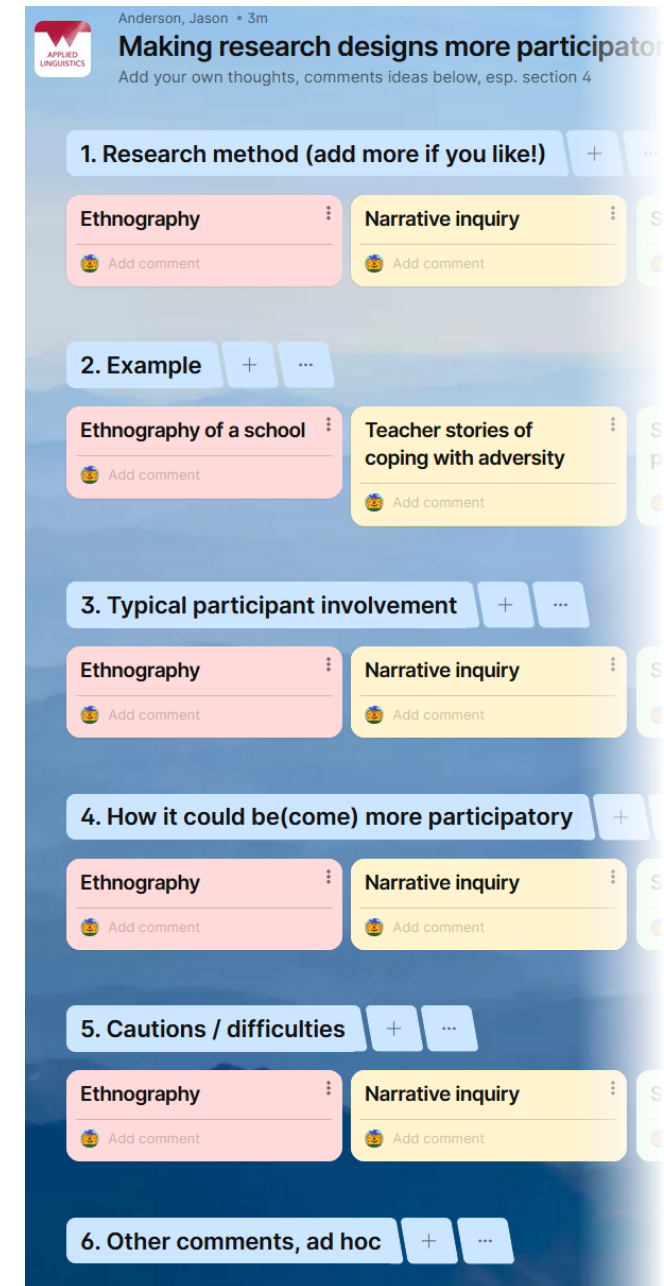 Anderson, Jason • 3m
APPLIED
LINGUISTICS
Making research designs more participator
Add your own thoughts, comments ideas below, esp. section 4
1. Research method (add more if you like!)
Ethnography
Narrative inquiry
S
Add comment
Add comment
2. Example
Ethnography of a school
Teacher stories of
coping with adversity
S
p
Add comment
Add comment
3. Typical participant involvement
Ethnography
Narrative inquiry
S
Add comment
Add comment
4. How it could be(come) more participatory
Ethnography
Narrative inquiry
S
Add comment
Add comment
5. Cautions / difficulties
Ethnography
Narrative inquiry
S
Add comment
Add comment
6. Other comments, ad hoc